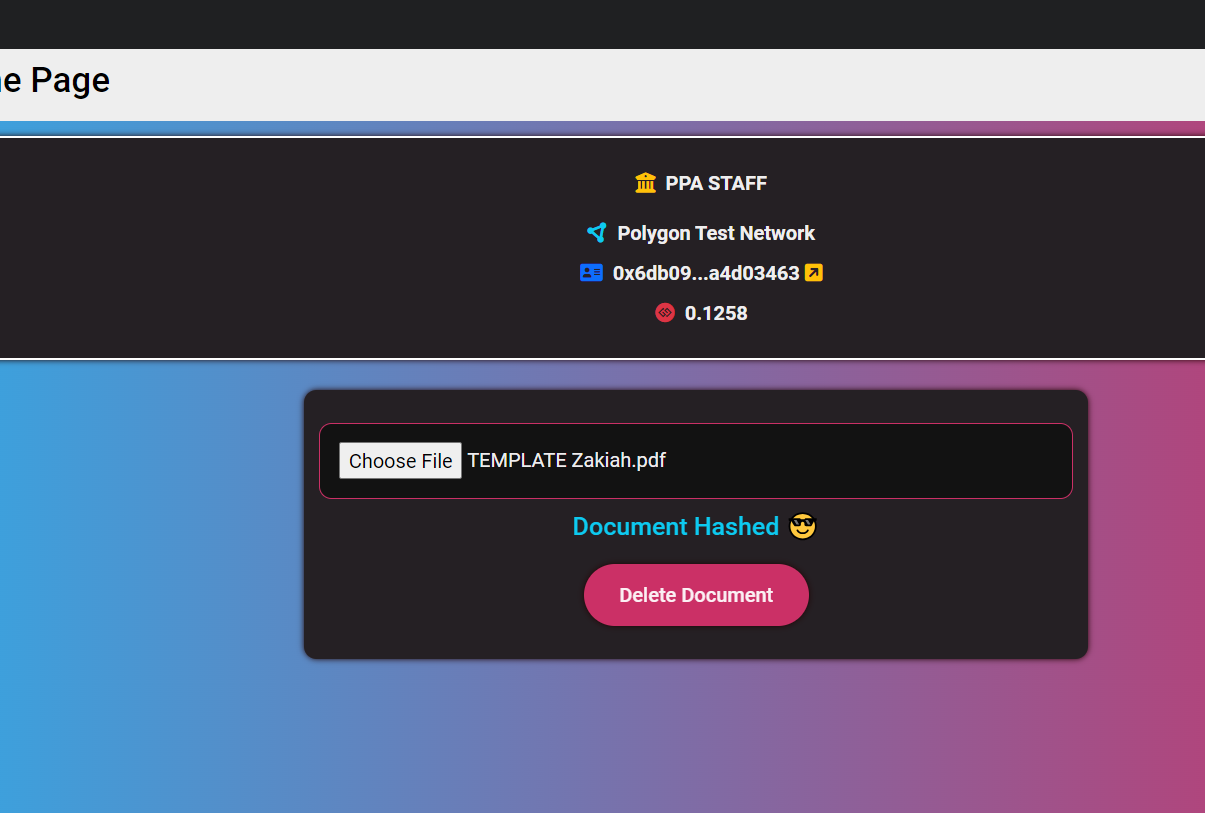 e Page
PPA STAFF
Polygon Test Network
0x6db09...a4d03463
0.1258
Choose File TEMPLATE Zakiah.pdf
Document Hashed 😎
Delete Document